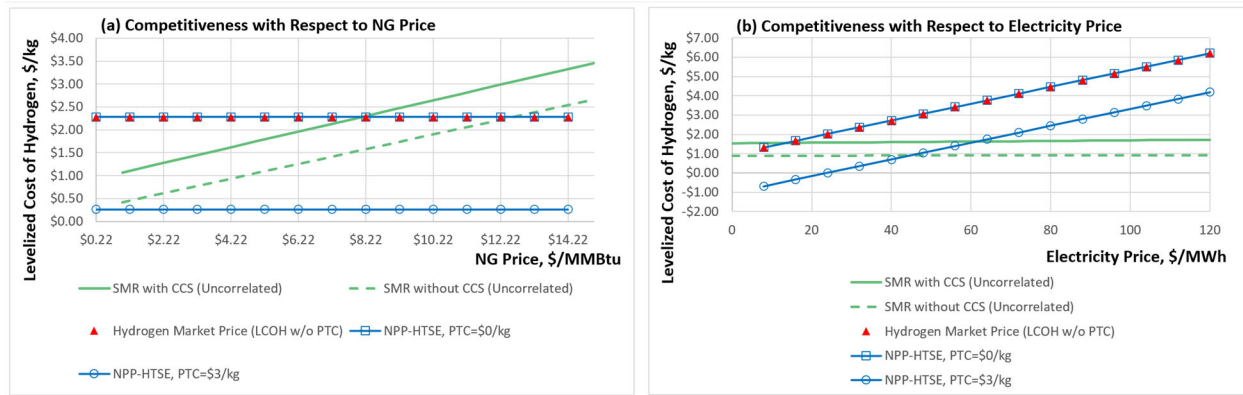 (a) Competitiveness with Respect to NG Price
Levelized Cost of Hydrogen, $/kg
$4.00
$3.50
$3.00
$2.50
$2.00
$1.50
$1.00
$0.50
$0.00
$0.22 $2.22 $4.22 $6.22 $8.22 $10.22 $12.22 $14.22
NG Price, $/MMBtu
SMR with CCS (Uncorrelated) SMR without CCS (Uncorrelated)
Hydrogen Market Price (LCOH w/o PTC) NPP-HTSE, PTC=$0/kg
NPP-HTSE, PTC=$3/kg
(b) Competitiveness with Respect to Electricity Price
Levelized Cost of Hydrogen, $/kg
$7.00
$6.00
$5.00
$4.00
$3.00
$2.00
$1.00
$0.00
-$1.00
-$2.00
0 20 40 60 80 100 120
Electricity Price, $/MWh
SMR with CCS (Uncorrelated)
SMR without CCS (Uncorrelated)
Hydrogen Market Price (LCOH w/o PTC)
NPP-HTSE, PTC=$0/kg
NPP-HTSE, PTC=$3/kg